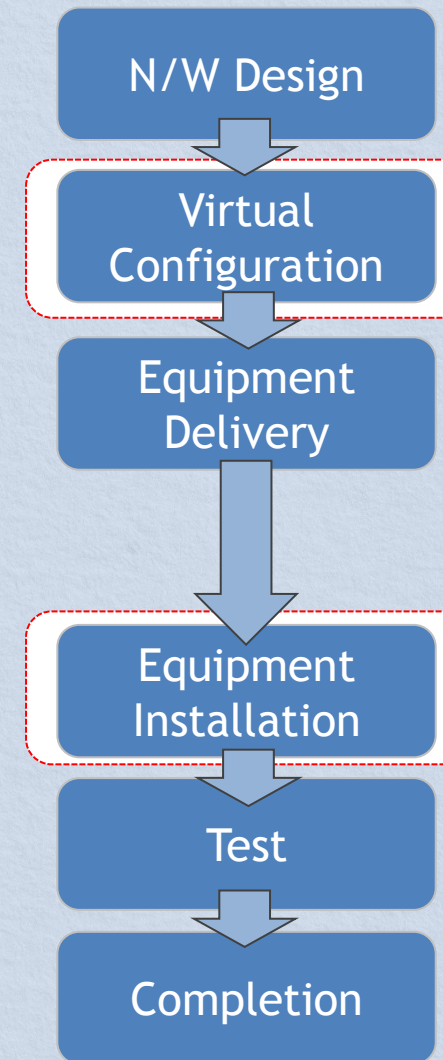 N/W Design
Virtual
Configuration
Equipment
Delivery
Equipment
Installation
Test
Completion